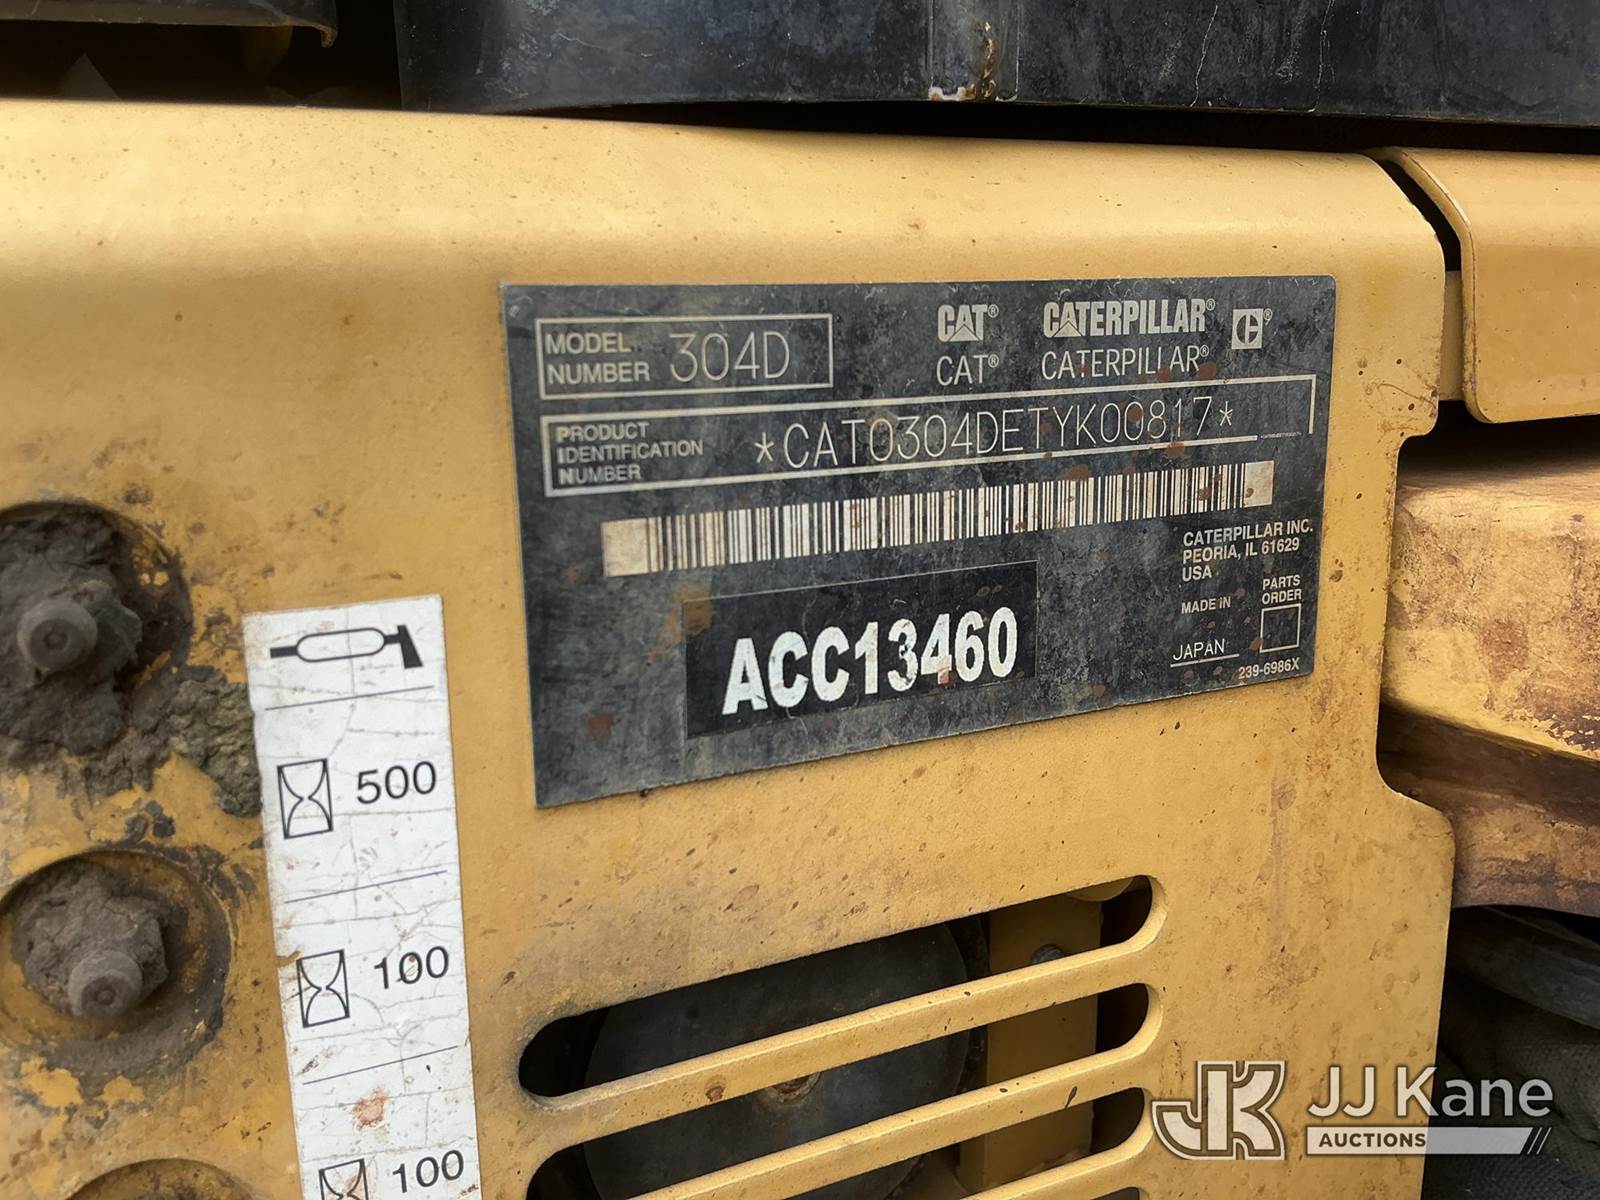 MODEL NUMBER 304D
CAT® CATERPILLAR® ®
CAT® CATERPILLAR®
PRODUCT IDENTIFICATION NUMBER *CAT0304DETYK00817*
CATERPILLAR INC.
PEORIA, IL 61629
USA
MADE IN
JAPAN
PARTS ORDER
239-6986X
ACC13460
500
100
100
JK JJ Kane
AUCTIONS